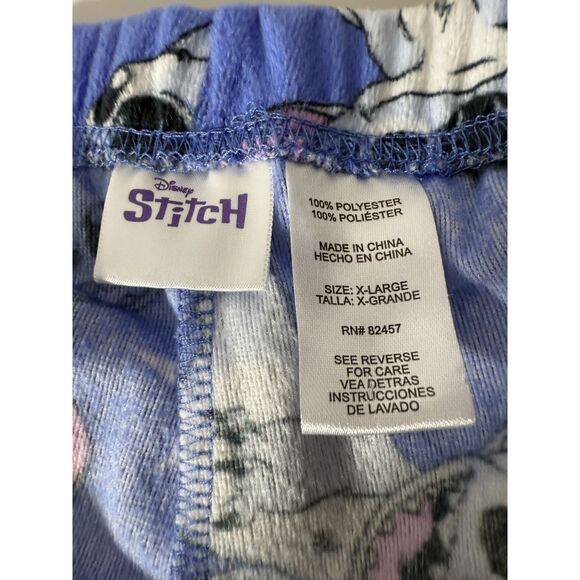 Disney
Stitch
100% POLYESTER
100% POLIÉSTER
MADE IN CHINA
HECHO EN CHINA
SIZE: X-LARGE
TALLA: X-GRANDE
RN# 82457
SEE REVERSE
FOR CARE
VEA DETRAS
INSTRUCCIONES
DE LAVADO